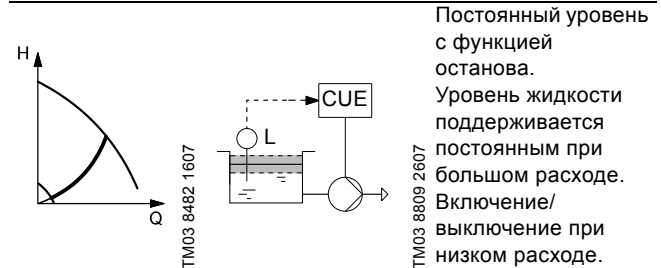 H
Q
TM03 8482 1607
CUE
L
TM03 8809 2607
Постоянный уровень
с функцией
останова.
Уровень жидкости
поддерживается
постоянным при
большом расходе.
Включение/
выключение при
низком расходе.